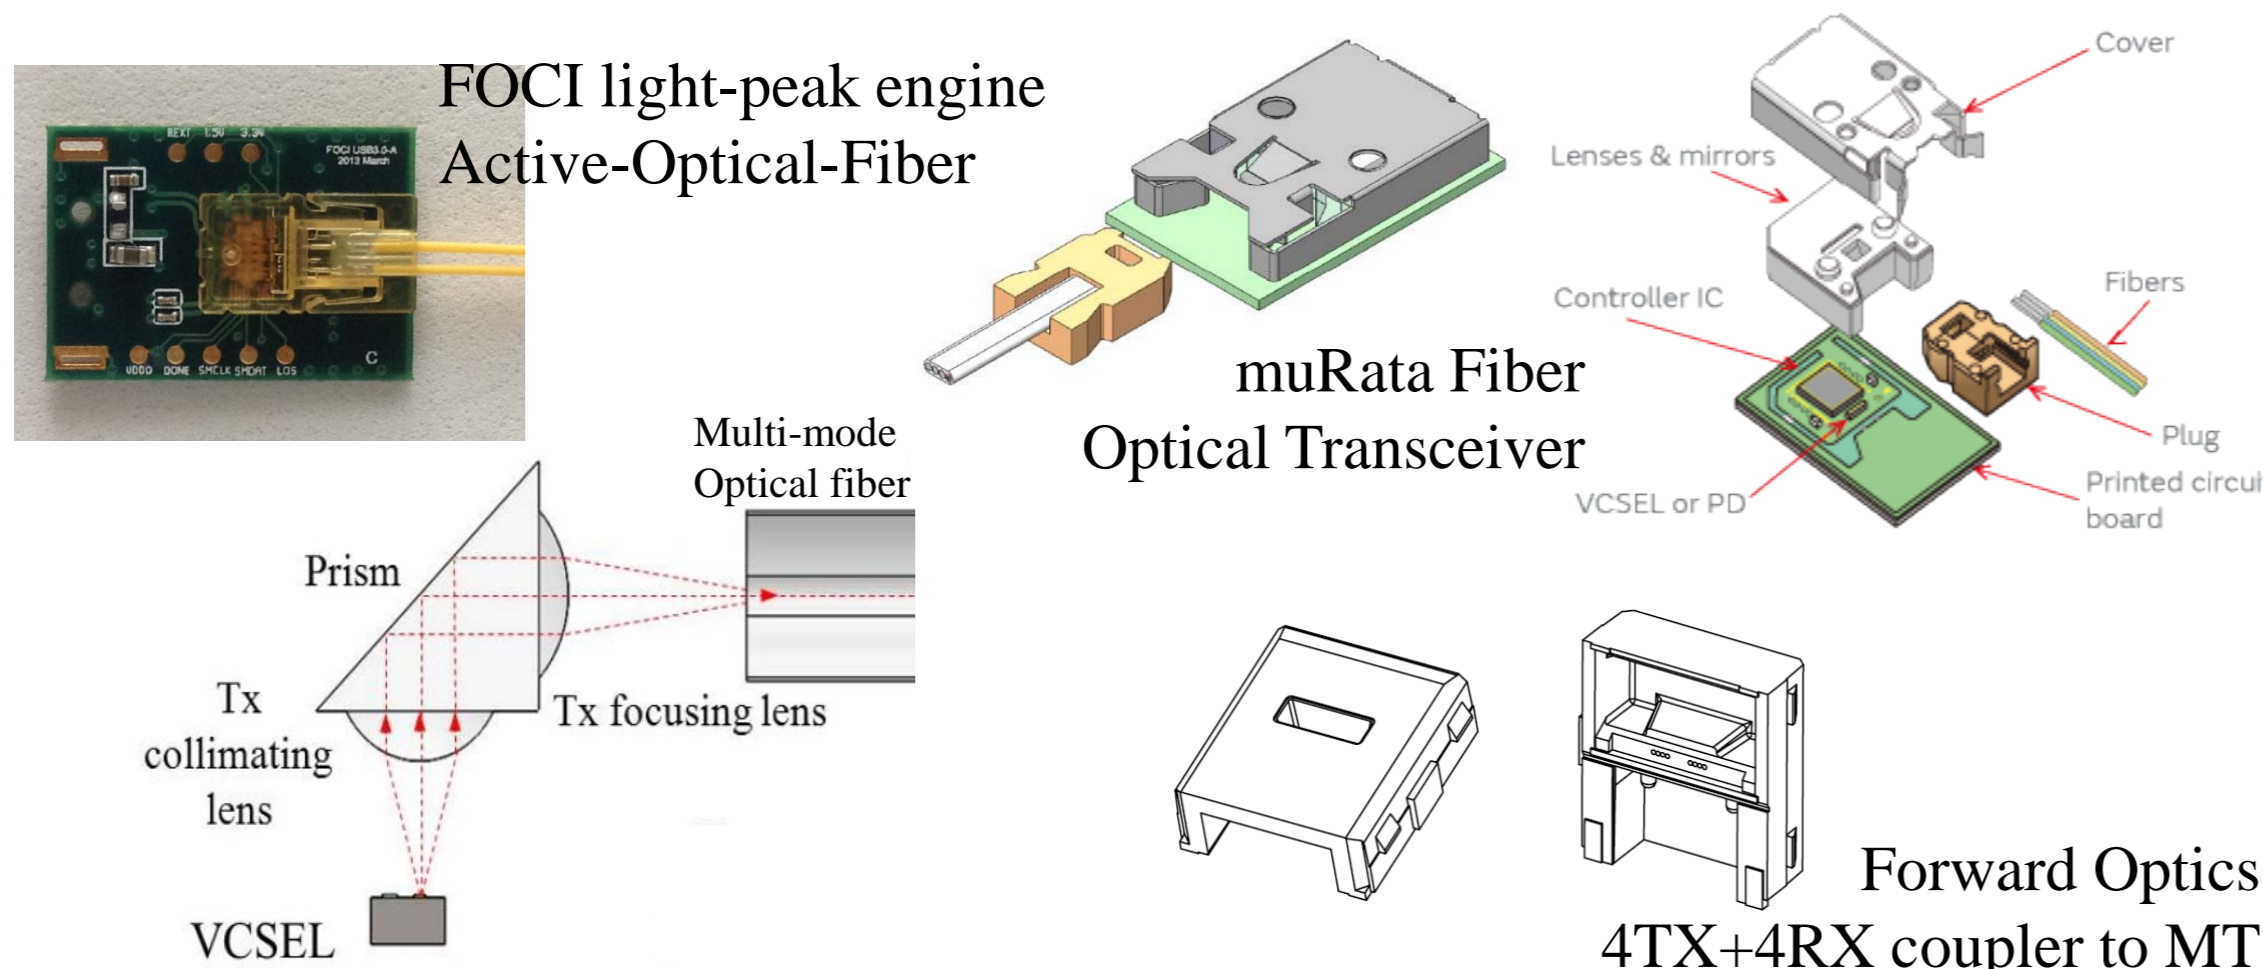 FOCI light-peak engine
Active-Optical-Fiber
REXT 1.5V 3.3V
FOCI USB3.0-A
2013 March
VDDO DONE SMCLK SMDAT LOS
C
Cover
Lenses & mirrors
Controller IC
Fibers
Plug
Printed circui
board
VCSEL or PD
muRata Fiber
Optical Transceiver
Multi-mode
Optical fiber
Prism
Tx
collimating
lens
Tx focusing lens
VCSEL
Forward Optics
4TX+4RX coupler to MT